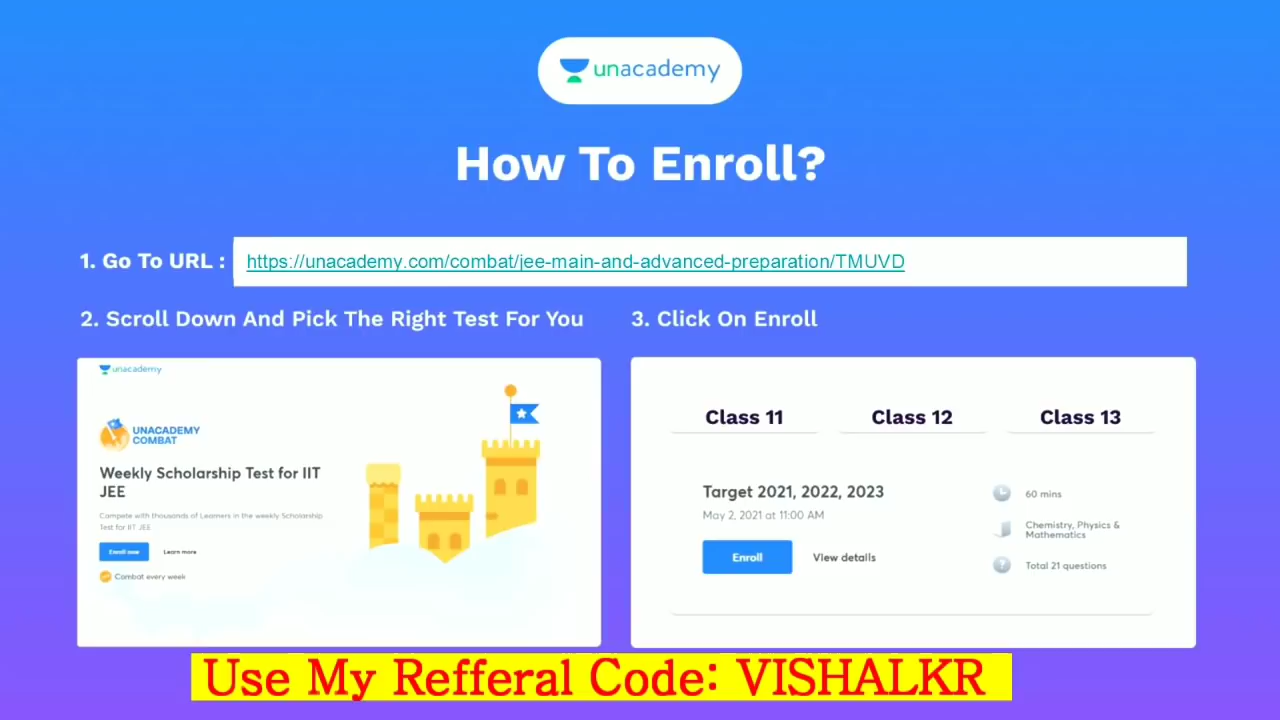 unacademy
How To Enroll?
1. Go To URL : https://unacademy.com/combat/jee-main-and-advanced-preparation/TMUVD
2. Scroll Down And Pick The Right Test For You
3. Click On Enroll
unacademy
UNACADEMY
COMBAT
Weekly Scholarship Test for IIT
JEE
Compete with thousands of Learners in the weekly Scholarship
Test for IIT JEE
Enroll now
Learn more
Combat every week
Class 11
Class 12
Class 13
Target 2021, 2022, 2023
May 2, 2021 at 11:00 AM
Enroll
View details
60 mins
Chemistry, Physics &
Mathematics
Total 21 questions
Use My Refferal Code: VISHALKR